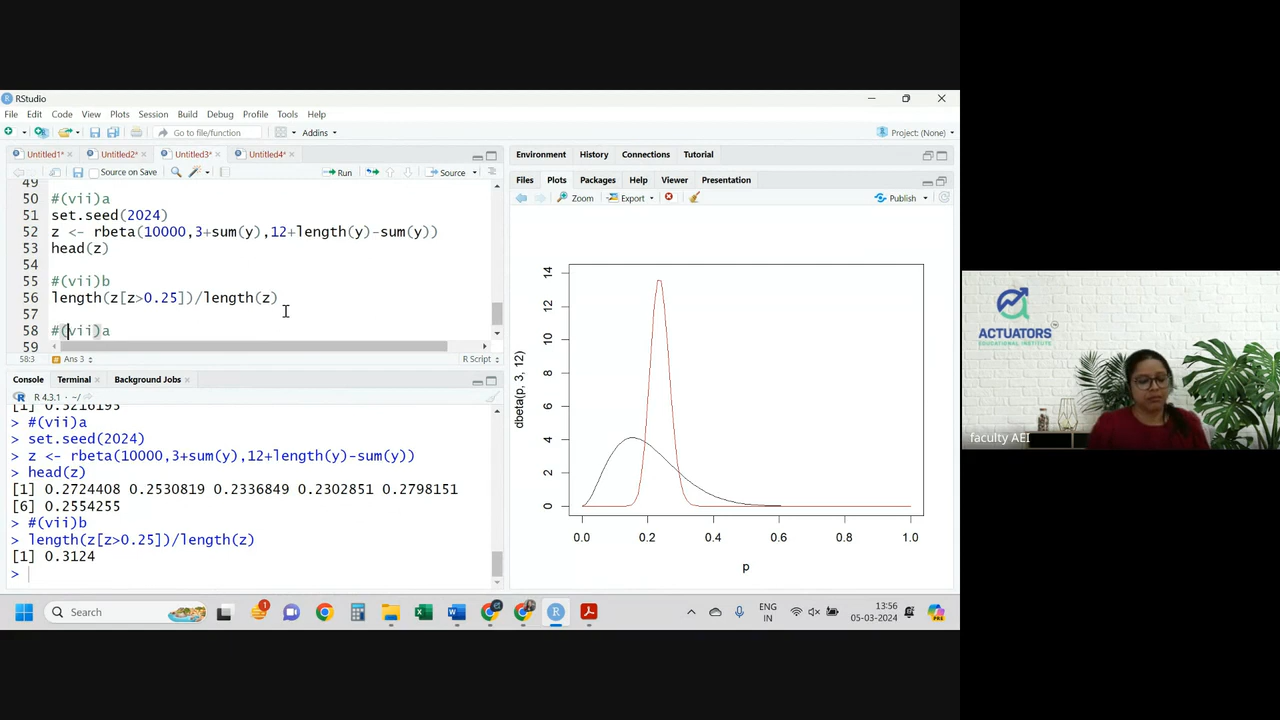 RStudio
File Edit Code View Plots Session Build Debug Profile Tools Help
Go to file/function
Addins
Project: (None)
Untitled1*
Untitled2*
Untitled3*
Untitled4*
Source on Save
Run
Source
49
50 #(vii)a
51 set.seed(2024)
52 z <- rbeta(10000,3+sum(y),12+length(y)-sum(y))
53 head(z)
54
55 #(vii)b
56 length(z[z>0.25])/length(z)
57
58 #(vii)a
59
58:3
Ans 3
R Script
Console Terminal Background Jobs
R 4.3.1 · ~/
[1] 0.3216195
> #(vii)a
> set.seed(2024)
> z <- rbeta(10000,3+sum(y),12+length(y)-sum(y))
> head(z)
[1] 0.2724408 0.2530819 0.2336849 0.2302851 0.2798151
[6] 0.2554255
> #(vii)b
> length(z[z>0.25])/length(z)
[1] 0.3124
>
Environment History Connections Tutorial
Files Plots Packages Help Viewer Presentation
Zoom
Export
Publish
dbeta(p, 3, 12)
14
12
10
8
6
4
2
0
0.0 0.2 0.4 0.6 0.8 1.0
p
ACTUATORS
EDUCATIONAL INSTITUTE
faculty AEI
Search
1
ENG
IN
13:56
05-03-2024